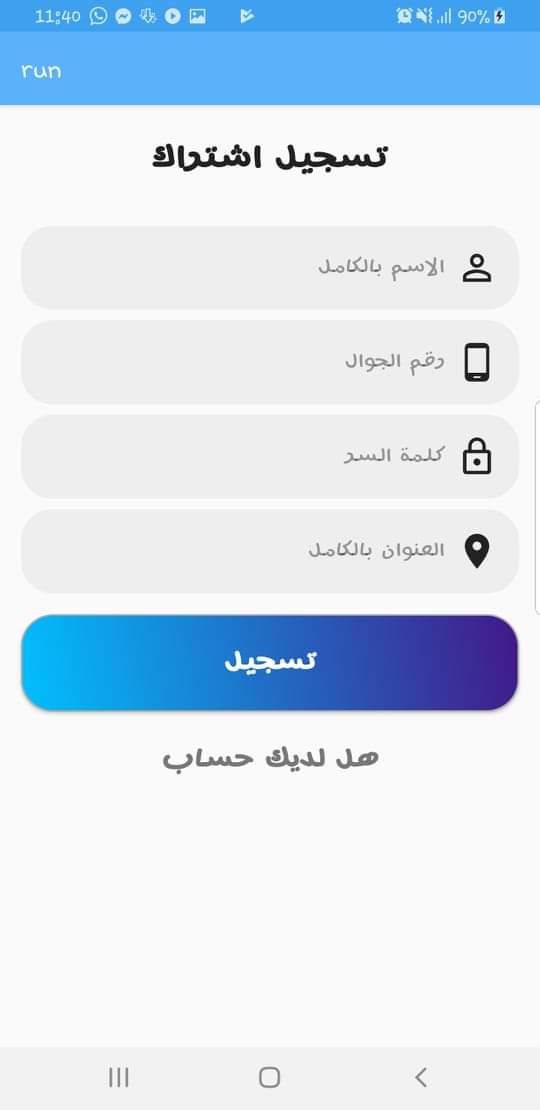 11:40
90%
run
تسجيل اشتراك
الاسم بالكامل
رقم الجوال
كلمة السر
العنوان بالكامل
تسجيل
هل لديك حساب